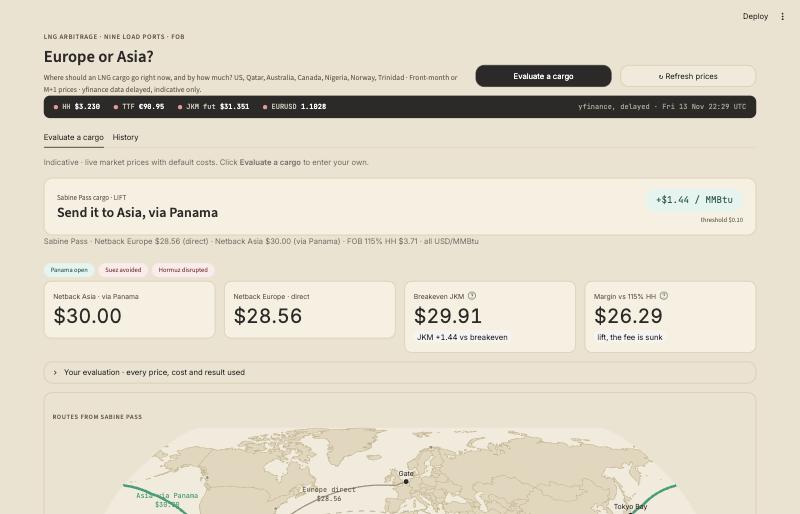 Deploy
LNG ARBITRAGE · NINE LOAD PORTS · FOB
Europe or Asia?
Where should an LNG cargo go right now, and by how much? US, Qatar, Australia, Canada, Nigeria, Norway, Trinidad · Front-month or
M+1 prices · yfinance data delayed, indicative only.
Evaluate a cargo
↻ Refresh prices
HH $3.230 TTF €90.95 JKM fut $31.351 EURUSD 1.1028 yfinance, delayed · Fri 13 Nov 22:29 UTC
Evaluate a cargo History
Indicative · live market prices with default costs. Click Evaluate a cargo to enter your own.
Sabine Pass cargo · LIFT
Send it to Asia, via Panama
+$1.44 / MMBtu
threshold $0.10
Sabine Pass · Netback Europe $28.56 (direct) · Netback Asia $30.00 (via Panama) · FOB 115% HH $3.71 · all USD/MMBtu
Panama open Suez avoided Hormuz disrupted
Netback Asia · via Panama
$30.00
Netback Europe · direct
$28.56
Breakeven JKM ?
$29.91
JKM +1.44 vs breakeven
Margin vs 115% HH ?
$26.29
lift, the fee is sunk
› Your evaluation · every price, cost and result used
ROUTES FROM SABINE PASS
Gate
Europe direct
$28.56
Asia via Panama
$30.00
Tokyo Bay